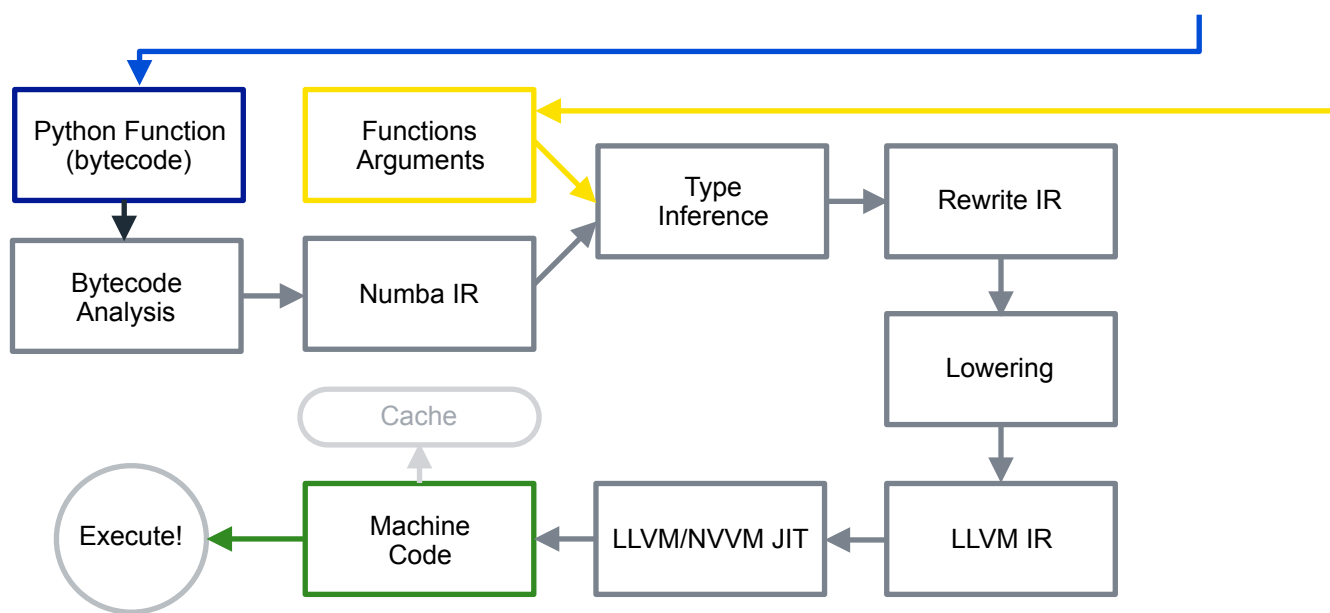 Python Function
(bytecode)
Functions
Arguments
Type
Inference
Rewrite IR
Bytecode
Analysis
Numba IR
Lowering
Cache
Execute!
Machine
Code
LLVM/NVVM JIT
LLVM IR